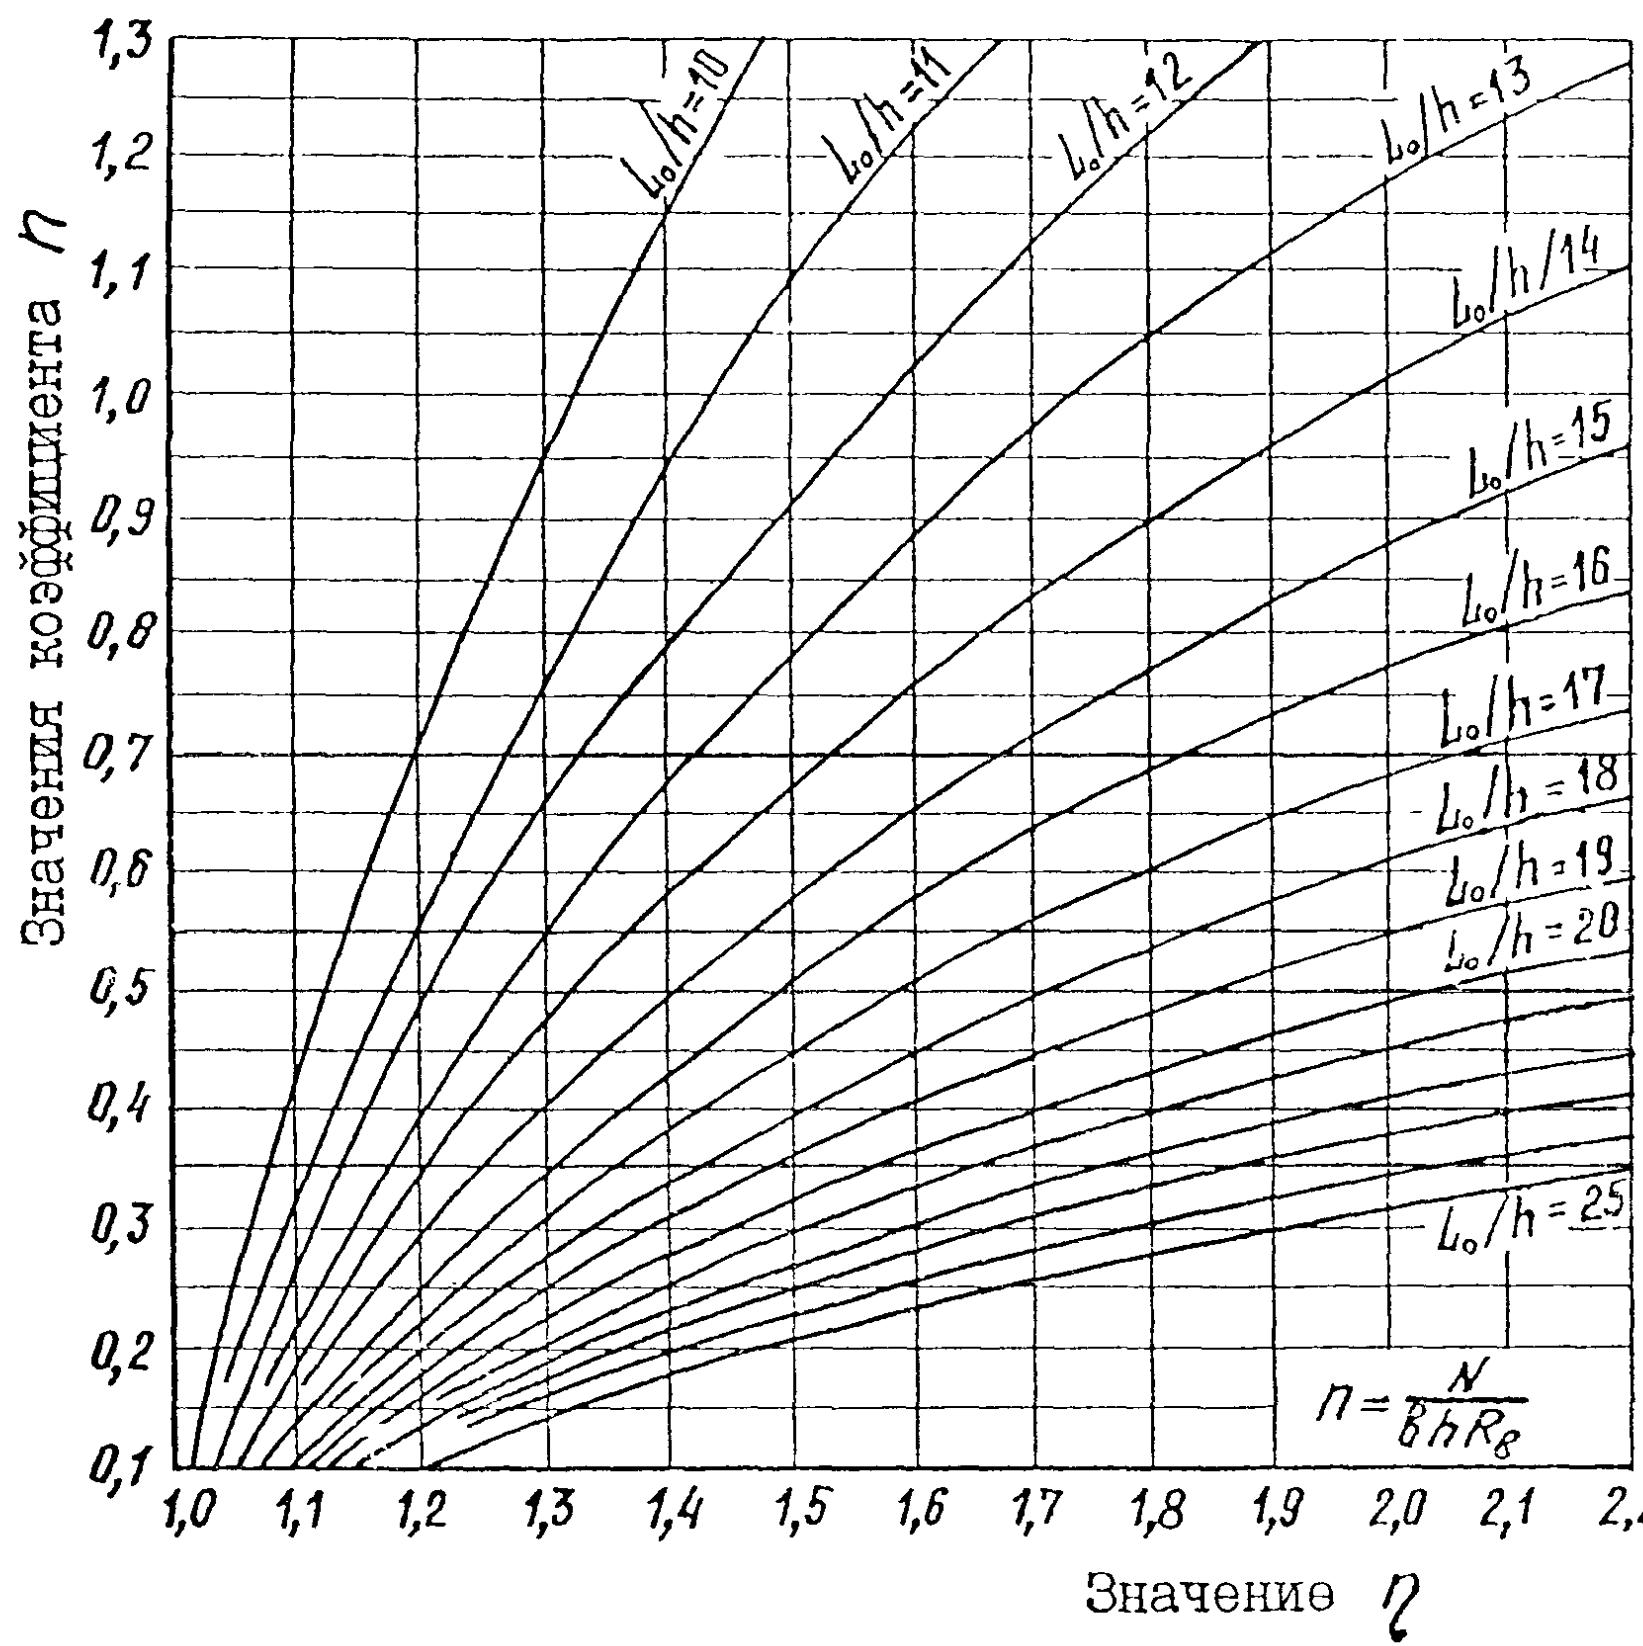 Значения коэффициента n
1,3
1,2
1,1
1,0
0,9
0,8
0,7
0,6
0,5
0,4
0,3
0,2
0,1
L₀/h=10
L₀/h=11
L₀/h=12
L₀/h=13
L₀/h/14
L₀/h=15
L₀/h=16
L₀/h=17
L₀/h=18
L₀/h=19
L₀/h=20
L₀/h=25
n = N / BhRв
1,0 1,1 1,2 1,3 1,4 1,5 1,6 1,7 1,8 1,9 2,0 2,1
Значение η